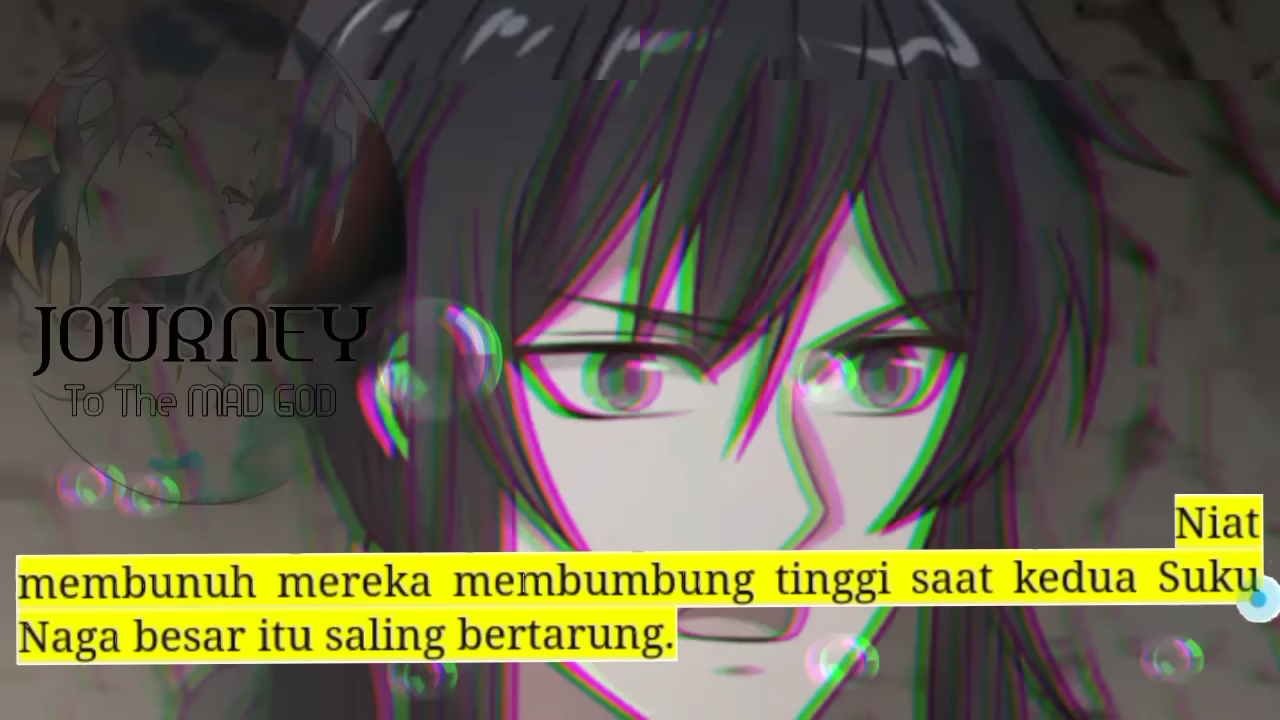 JOURNEY
To The MAD GOD
Niat
membunuh mereka membumbung tinggi saat kedua Suku
Naga besar itu saling bertarung.